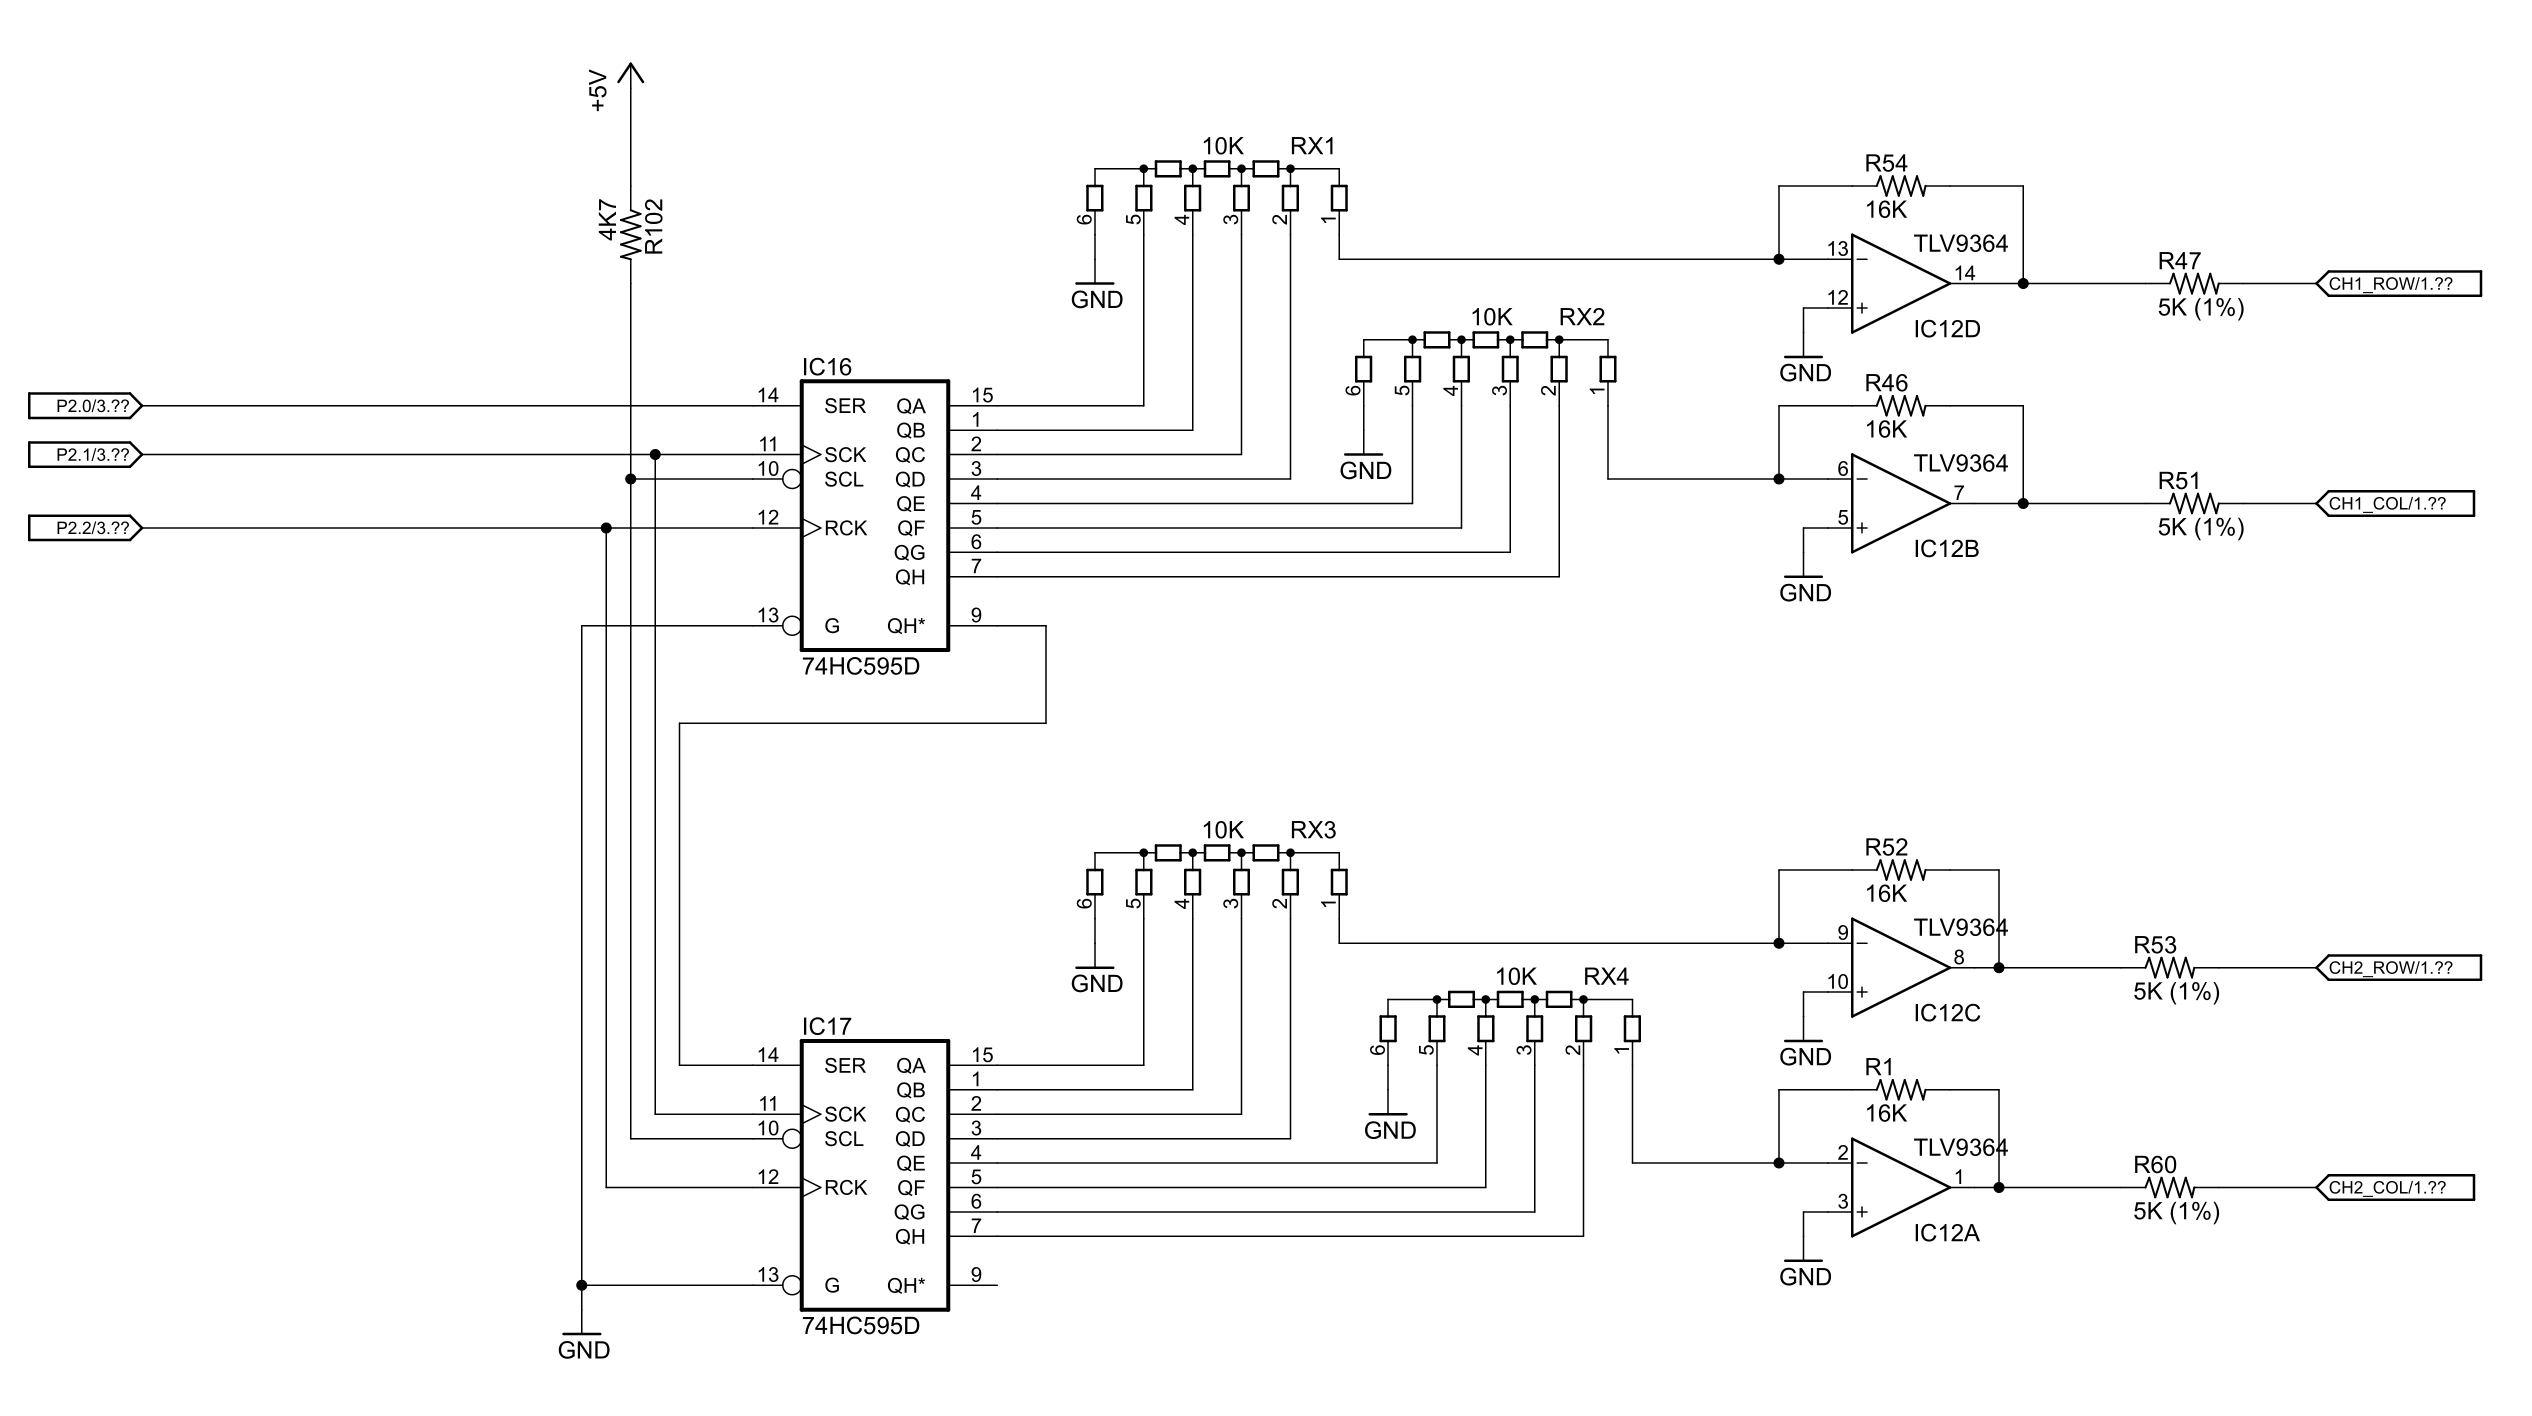 +5V
4K7
R102
10K RX1
6 5 4 3 2 1
GND
R54
16K
TLV9364
13
14
12
IC12D
GND
R47
5K (1%)
CH1_ROW/1.??
10K RX2
6 5 4 3 2 1
GND
R46
16K
TLV9364
6
7
5
IC12B
GND
R51
5K (1%)
CH1_COL/1.??
P2.0/3.??
P2.1/3.??
P2.2/3.??
IC16
14 SER QA 15
QB 1
11 SCK QC 2
10 SCL QD 3
QE 4
12 RCK QF 5
QG 6
QH 7
13 G QH* 9
74HC595D
10K RX3
6 5 4 3 2 1
GND
R52
16K
TLV9364
9
8
10
IC12C
GND
R53
5K (1%)
CH2_ROW/1.??
10K RX4
6 5 4 3 2 1
GND
R1
16K
TLV9364
2
1
3
IC12A
GND
R60
5K (1%)
CH2_COL/1.??
IC17
14 SER QA 15
QB 1
11 SCK QC 2
10 SCL QD 3
QE 4
12 RCK QF 5
QG 6
QH 7
13 G QH* 9
74HC595D
GND